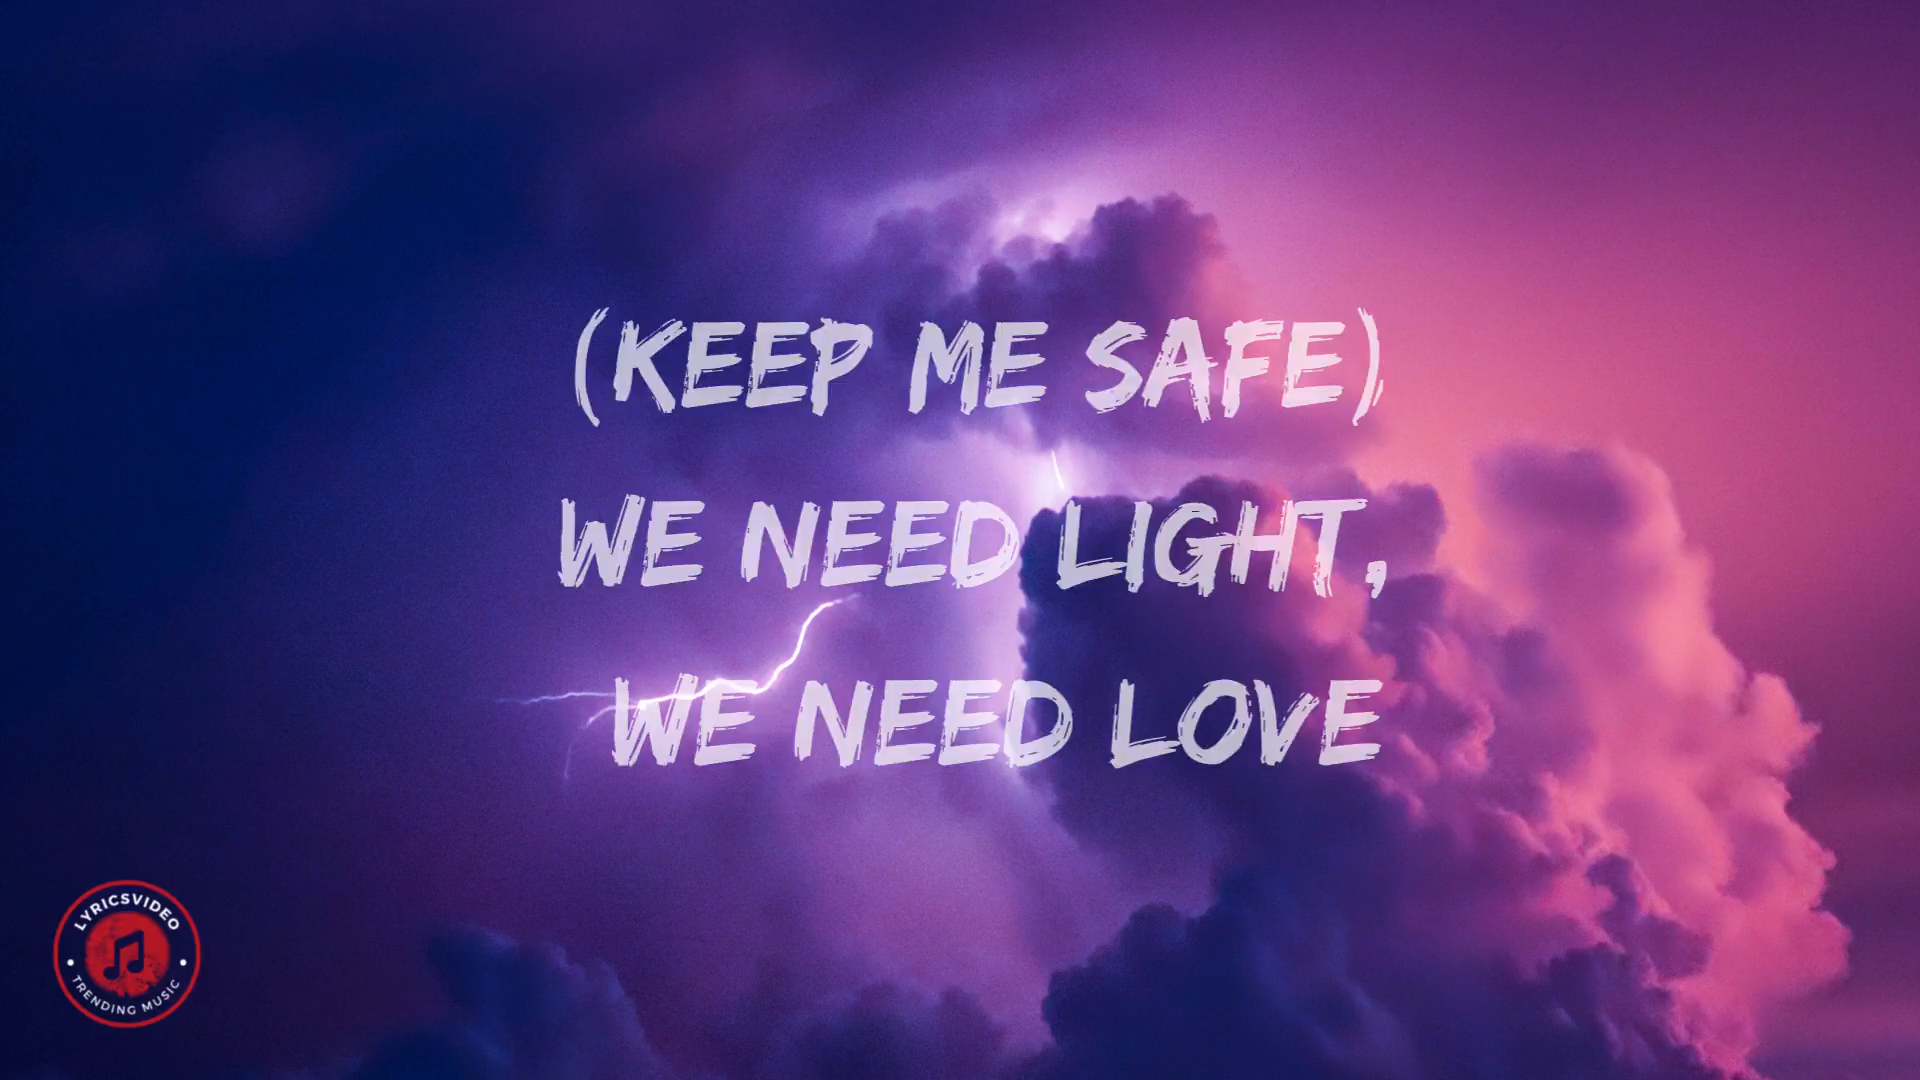 (KEEP ME SAFE)
WE NEED LIGHT,
WE NEED LOVE
LYRICSVIDEO
TRENDING MUSIC